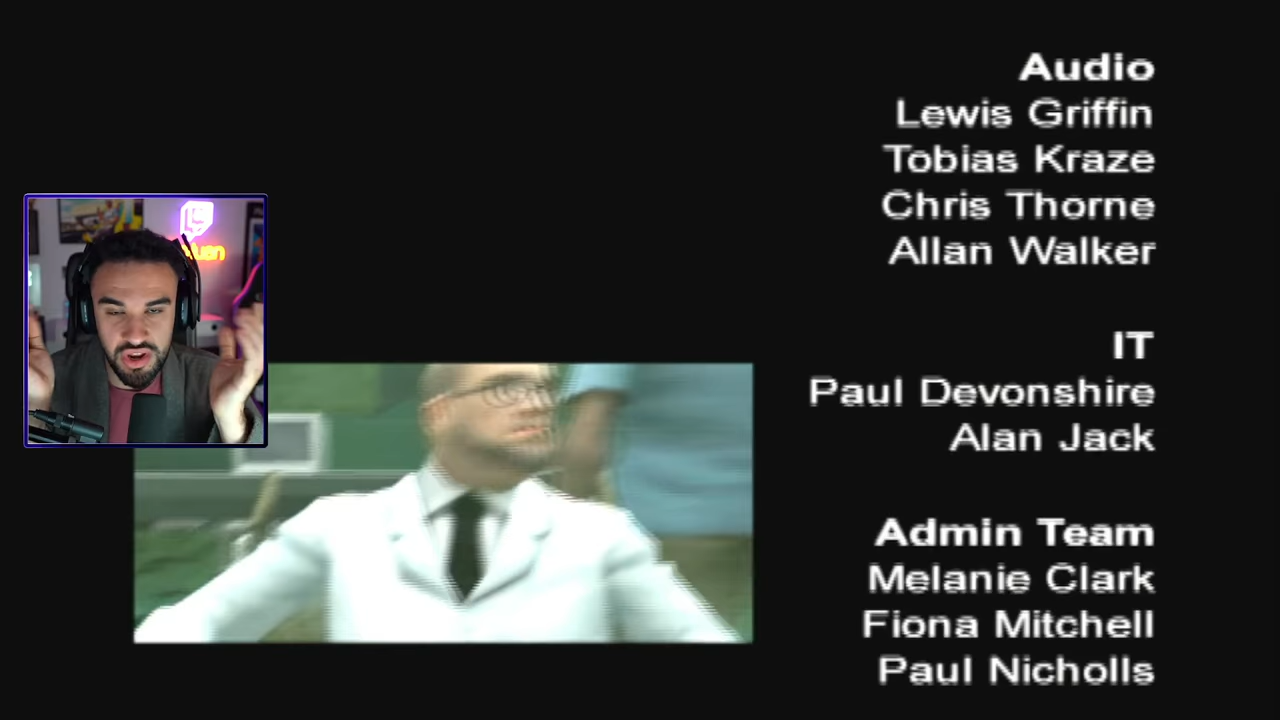 Audio
Lewis Griffin
Tobias Kraze
Chris Thorne
Allan Walker
IT
Paul Devonshire
Alan Jack
Admin Team
Melanie Clark
Fiona Mitchell
Paul Nicholls